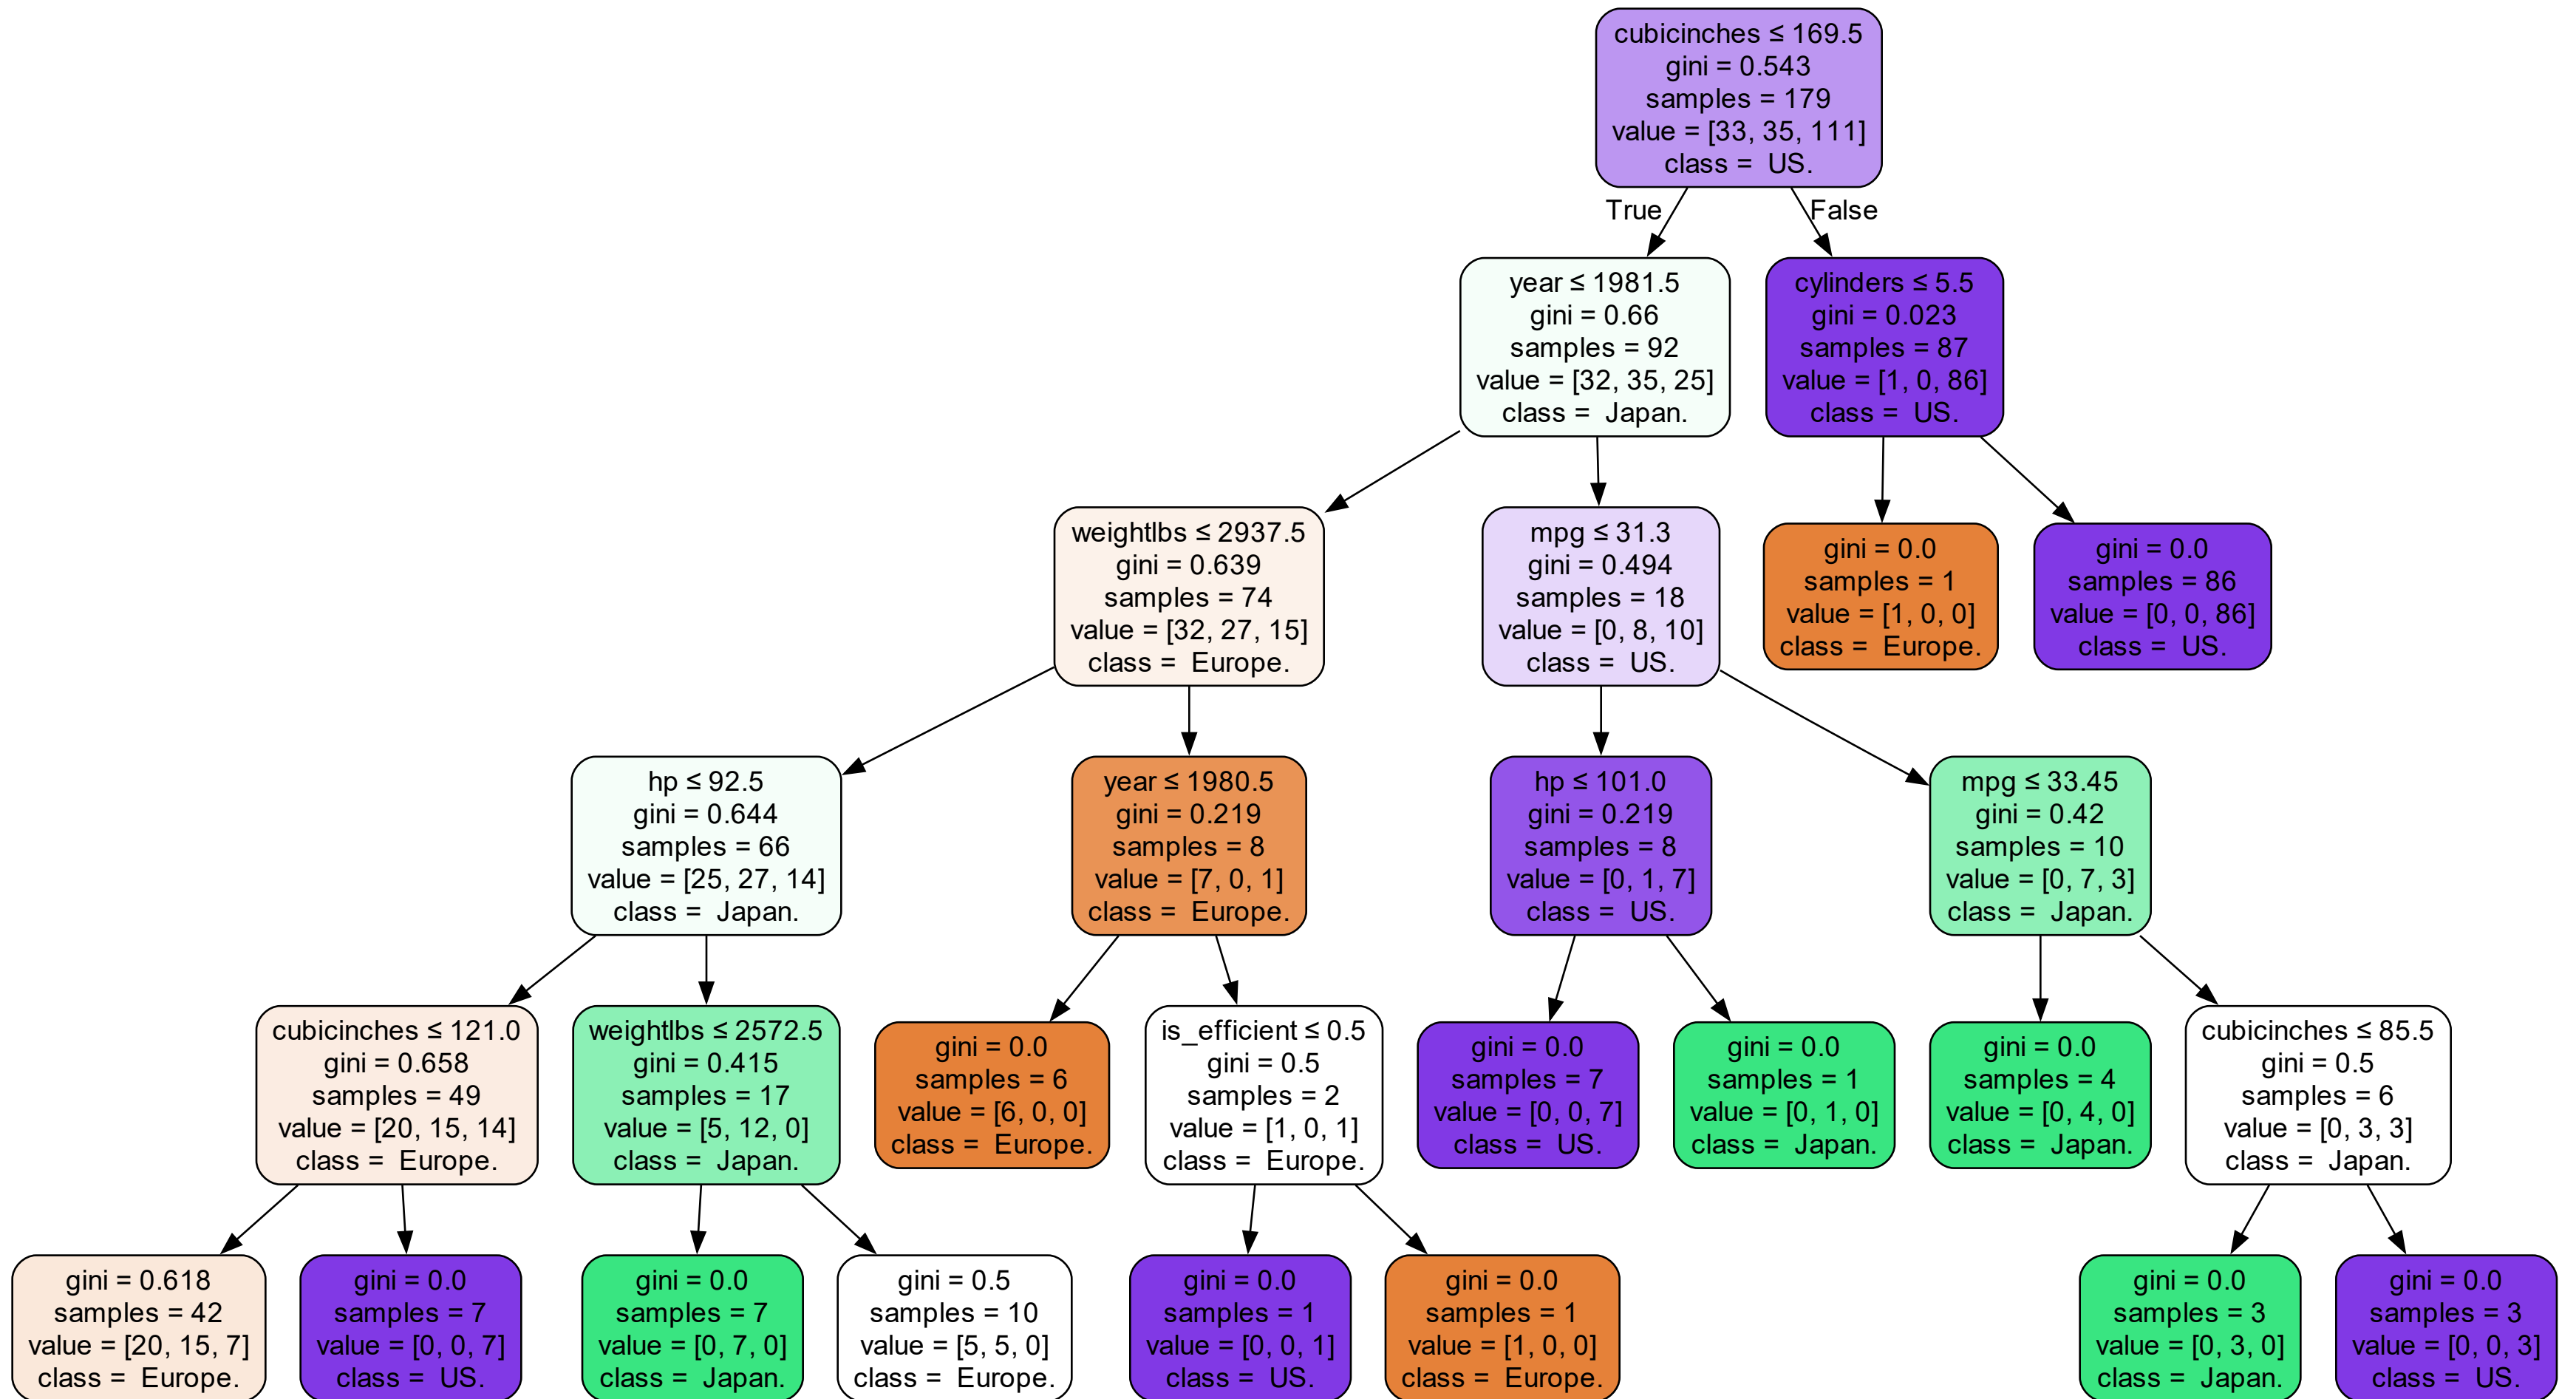 cubicinches ≤ 169.5
gini = 0.543
samples = 179
value = [33, 35, 111]
class =  US.
True
False
year ≤ 1981.5
gini = 0.66
samples = 92
value = [32, 35, 25]
class =  Japan.
cylinders ≤ 5.5
gini = 0.023
samples = 87
value = [1, 0, 86]
class =  US.
weightlbs ≤ 2937.5
gini = 0.639
samples = 74
value = [32, 27, 15]
class =  Europe.
mpg ≤ 31.3
gini = 0.494
samples = 18
value = [0, 8, 10]
class =  US.
gini = 0.0
samples = 1
value = [1, 0, 0]
class =  Europe.
gini = 0.0
samples = 86
value = [0, 0, 86]
class =  US.
hp ≤ 92.5
gini = 0.644
samples = 66
value = [25, 27, 14]
class =  Japan.
year ≤ 1980.5
gini = 0.219
samples = 8
value = [7, 0, 1]
class =  Europe.
hp ≤ 101.0
gini = 0.219
samples = 8
value = [0, 1, 7]
class =  US.
mpg ≤ 33.45
gini = 0.42
samples = 10
value = [0, 7, 3]
class =  Japan.
cubicinches ≤ 121.0
gini = 0.658
samples = 49
value = [20, 15, 14]
class =  Europe.
weightlbs ≤ 2572.5
gini = 0.415
samples = 17
value = [5, 12, 0]
class =  Japan.
gini = 0.0
samples = 6
value = [6, 0, 0]
class =  Europe.
is_efficient ≤ 0.5
gini = 0.5
samples = 2
value = [1, 0, 1]
class =  Europe.
gini = 0.0
samples = 7
value = [0, 0, 7]
class =  US.
gini = 0.0
samples = 1
value = [0, 1, 0]
class =  Japan.
gini = 0.0
samples = 4
value = [0, 4, 0]
class =  Japan.
cubicinches ≤ 85.5
gini = 0.5
samples = 6
value = [0, 3, 3]
class =  Japan.
gini = 0.618
samples = 42
value = [20, 15, 7]
class =  Europe.
gini = 0.0
samples = 7
value = [0, 0, 7]
class =  US.
gini = 0.0
samples = 7
value = [0, 7, 0]
class =  Japan.
gini = 0.5
samples = 10
value = [5, 5, 0]
class =  Europe.
gini = 0.0
samples = 1
value = [0, 0, 1]
class =  US.
gini = 0.0
samples = 1
value = [1, 0, 0]
class =  Europe.
gini = 0.0
samples = 3
value = [0, 3, 0]
class =  Japan.
gini = 0.0
samples = 3
value = [0, 0, 3]
class =  US.